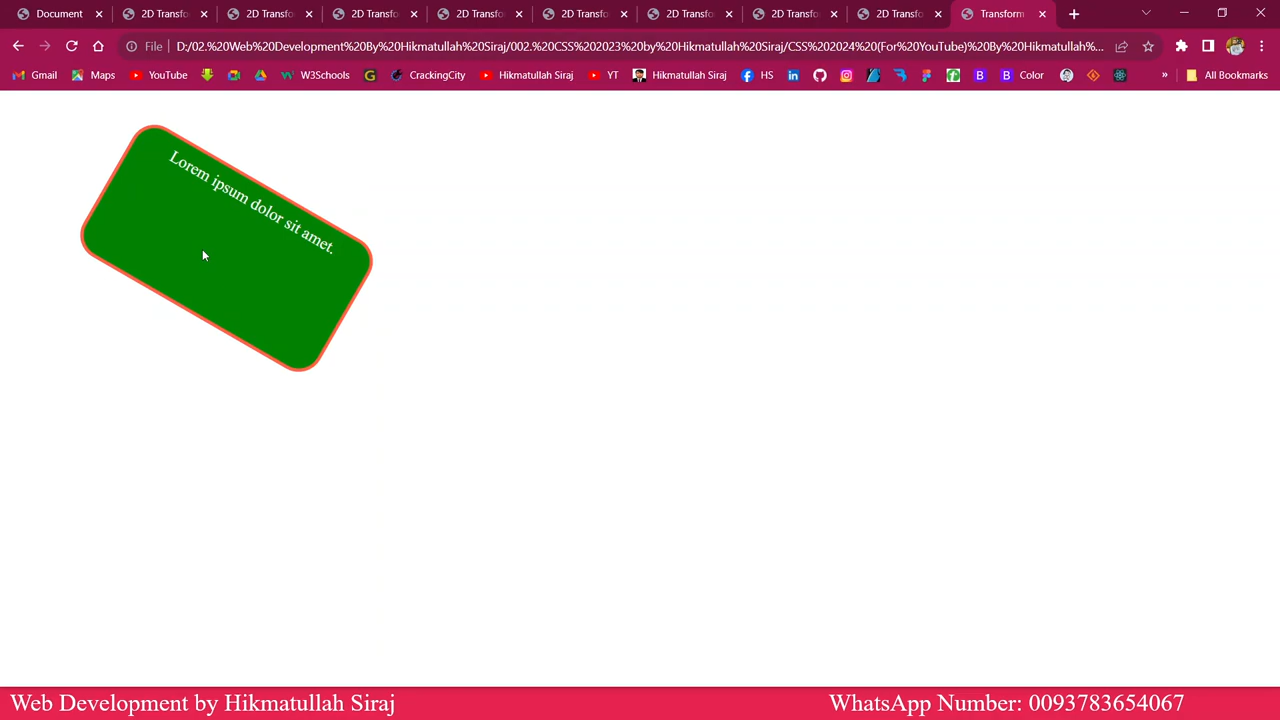 Document
2D Transfo
2D Transfo
2D Transfo
2D Transfo
2D Transfo
2D Transfo
2D Transfo
2D Transfo
Transform
File
D:/02.%20Web%20Development%20By%20Hikmatullah%20Siraj/002.%20CSS%202023%20by%20Hikmatullah%20Siraj/CSS%202024%20(For%20YouTube)%20By%20Hikmatullah%...
Gmail
Maps
YouTube
W3Schools
CrackingCity
Hikmatullah Siraj
YT
Hikmatullah Siraj
HS
Color
»
All Bookmarks
Lorem ipsum dolor sit amet.
Web Development by Hikmatullah Siraj
WhatsApp Number: 0093783654067